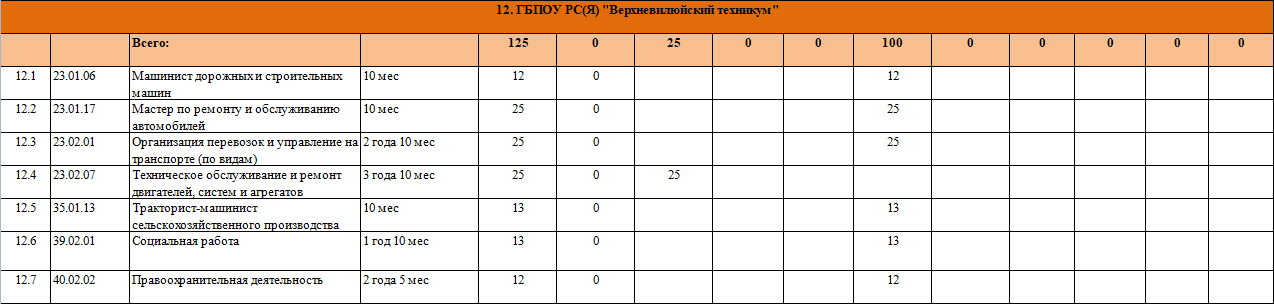 12. ГБПОУ РС(Я) "Верхневилюйский техникум"
Всего: 125 0 25 0 0 100 0 0 0 0 0
12.1 23.01.06 Машинист дорожных и строительных машин 10 мес 12 0 12
12.2 23.01.17 Мастер по ремонту и обслуживанию автомобилей 10 мес 25 0 25
12.3 23.02.01 Организация перевозок и управление на транспорте (по видам) 2 года 10 мес 25 0 25
12.4 23.02.07 Техническое обслуживание и ремонт двигателей, систем и агрегатов 3 года 10 мес 25 0 25
12.5 35.01.13 Тракторист-машинист сельскохозяйственного производства 10 мес 13 0 13
12.6 39.02.01 Социальная работа 1 год 10 мес 13 0 13
12.7 40.02.02 Правоохранительная деятельность 2 года 5 мес 12 0 12